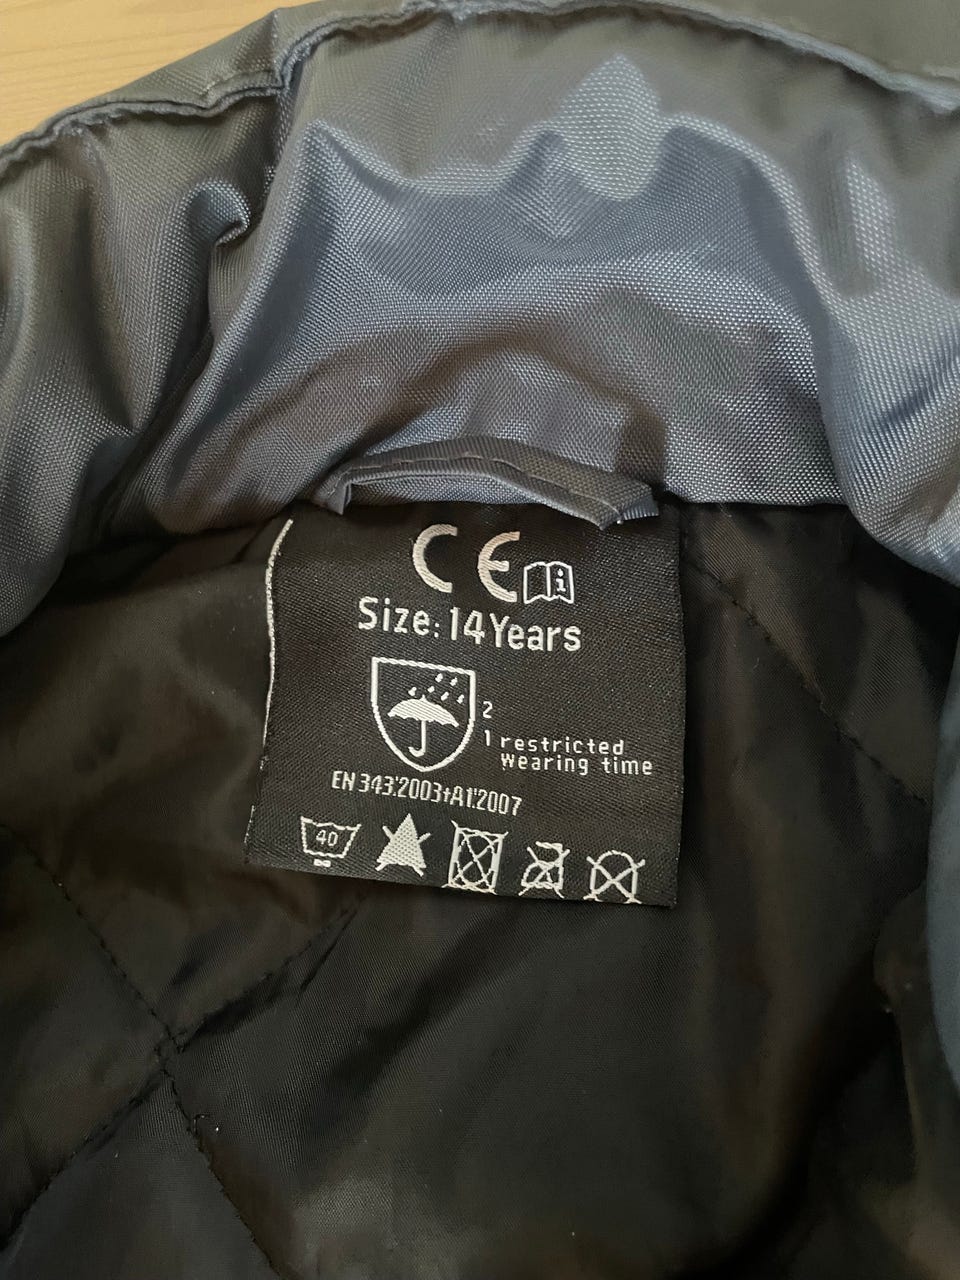 CE i
Size: 14 Years
2
1 restricted
wearing time
EN 343:2003+A1:2007
40